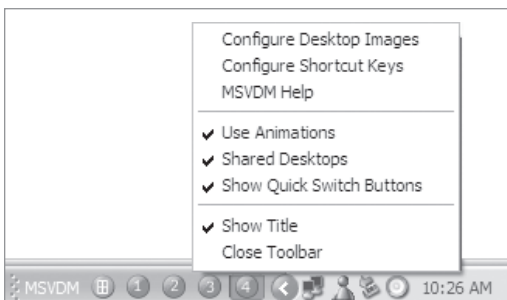 Configure Desktop Images
Configure Shortcut Keys
MSVDM Help
Use Animations
Shared Desktops
Show Quick Switch Buttons
Show Title
Close Toolbar
MSVDM 1 2 3 4 10:26 AM